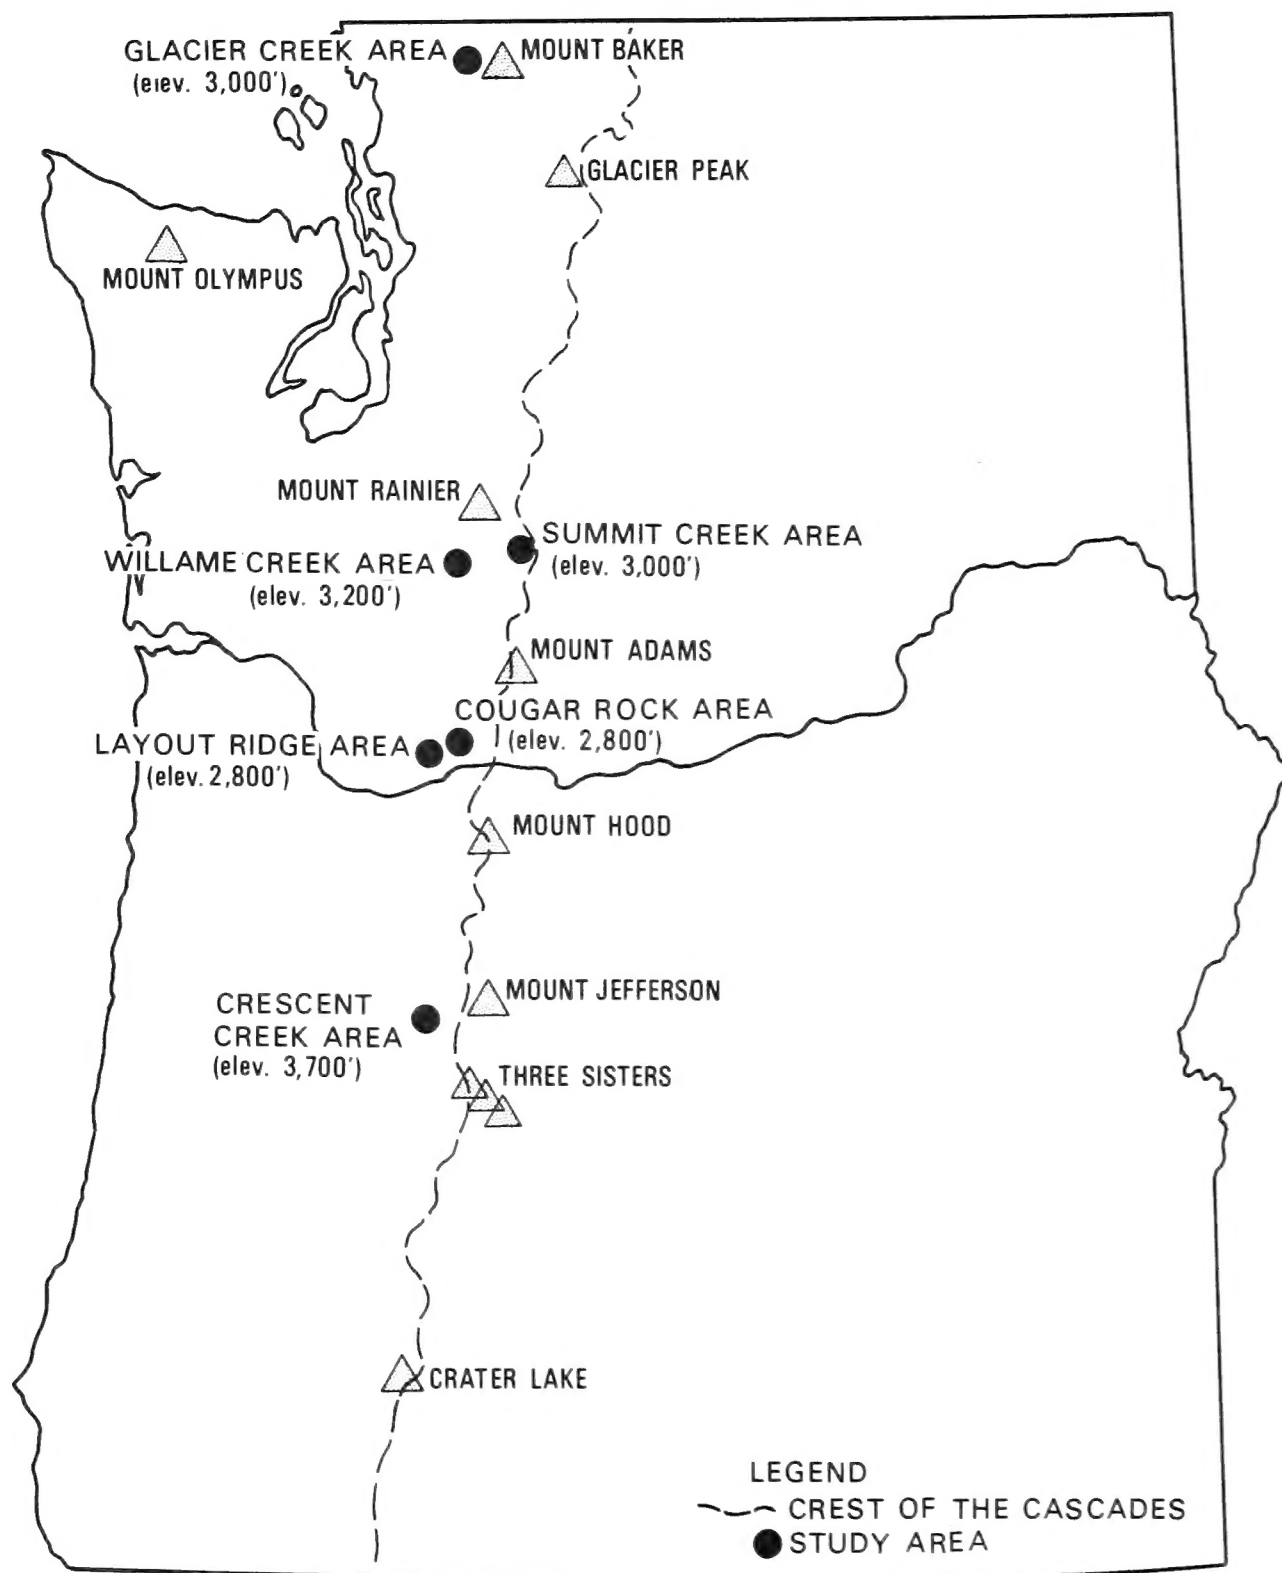 GLACIER CREEK AREA
(elev. 3,000')
MOUNT BAKER
GLACIER PEAK
MOUNT OLYMPUS
MOUNT RAINIER
SUMMIT CREEK AREA
(elev. 3,000')
WILLAME CREEK AREA
(elev. 3,200')
MOUNT ADAMS
COUGAR ROCK AREA
(elev. 2,800')
LAYOUT RIDGE AREA
(elev. 2,800')
MOUNT HOOD
MOUNT JEFFERSON
CRESCENT
CREEK AREA
(elev. 3,700')
THREE SISTERS
CRATER LAKE
LEGEND
CREST OF THE CASCADES
STUDY AREA